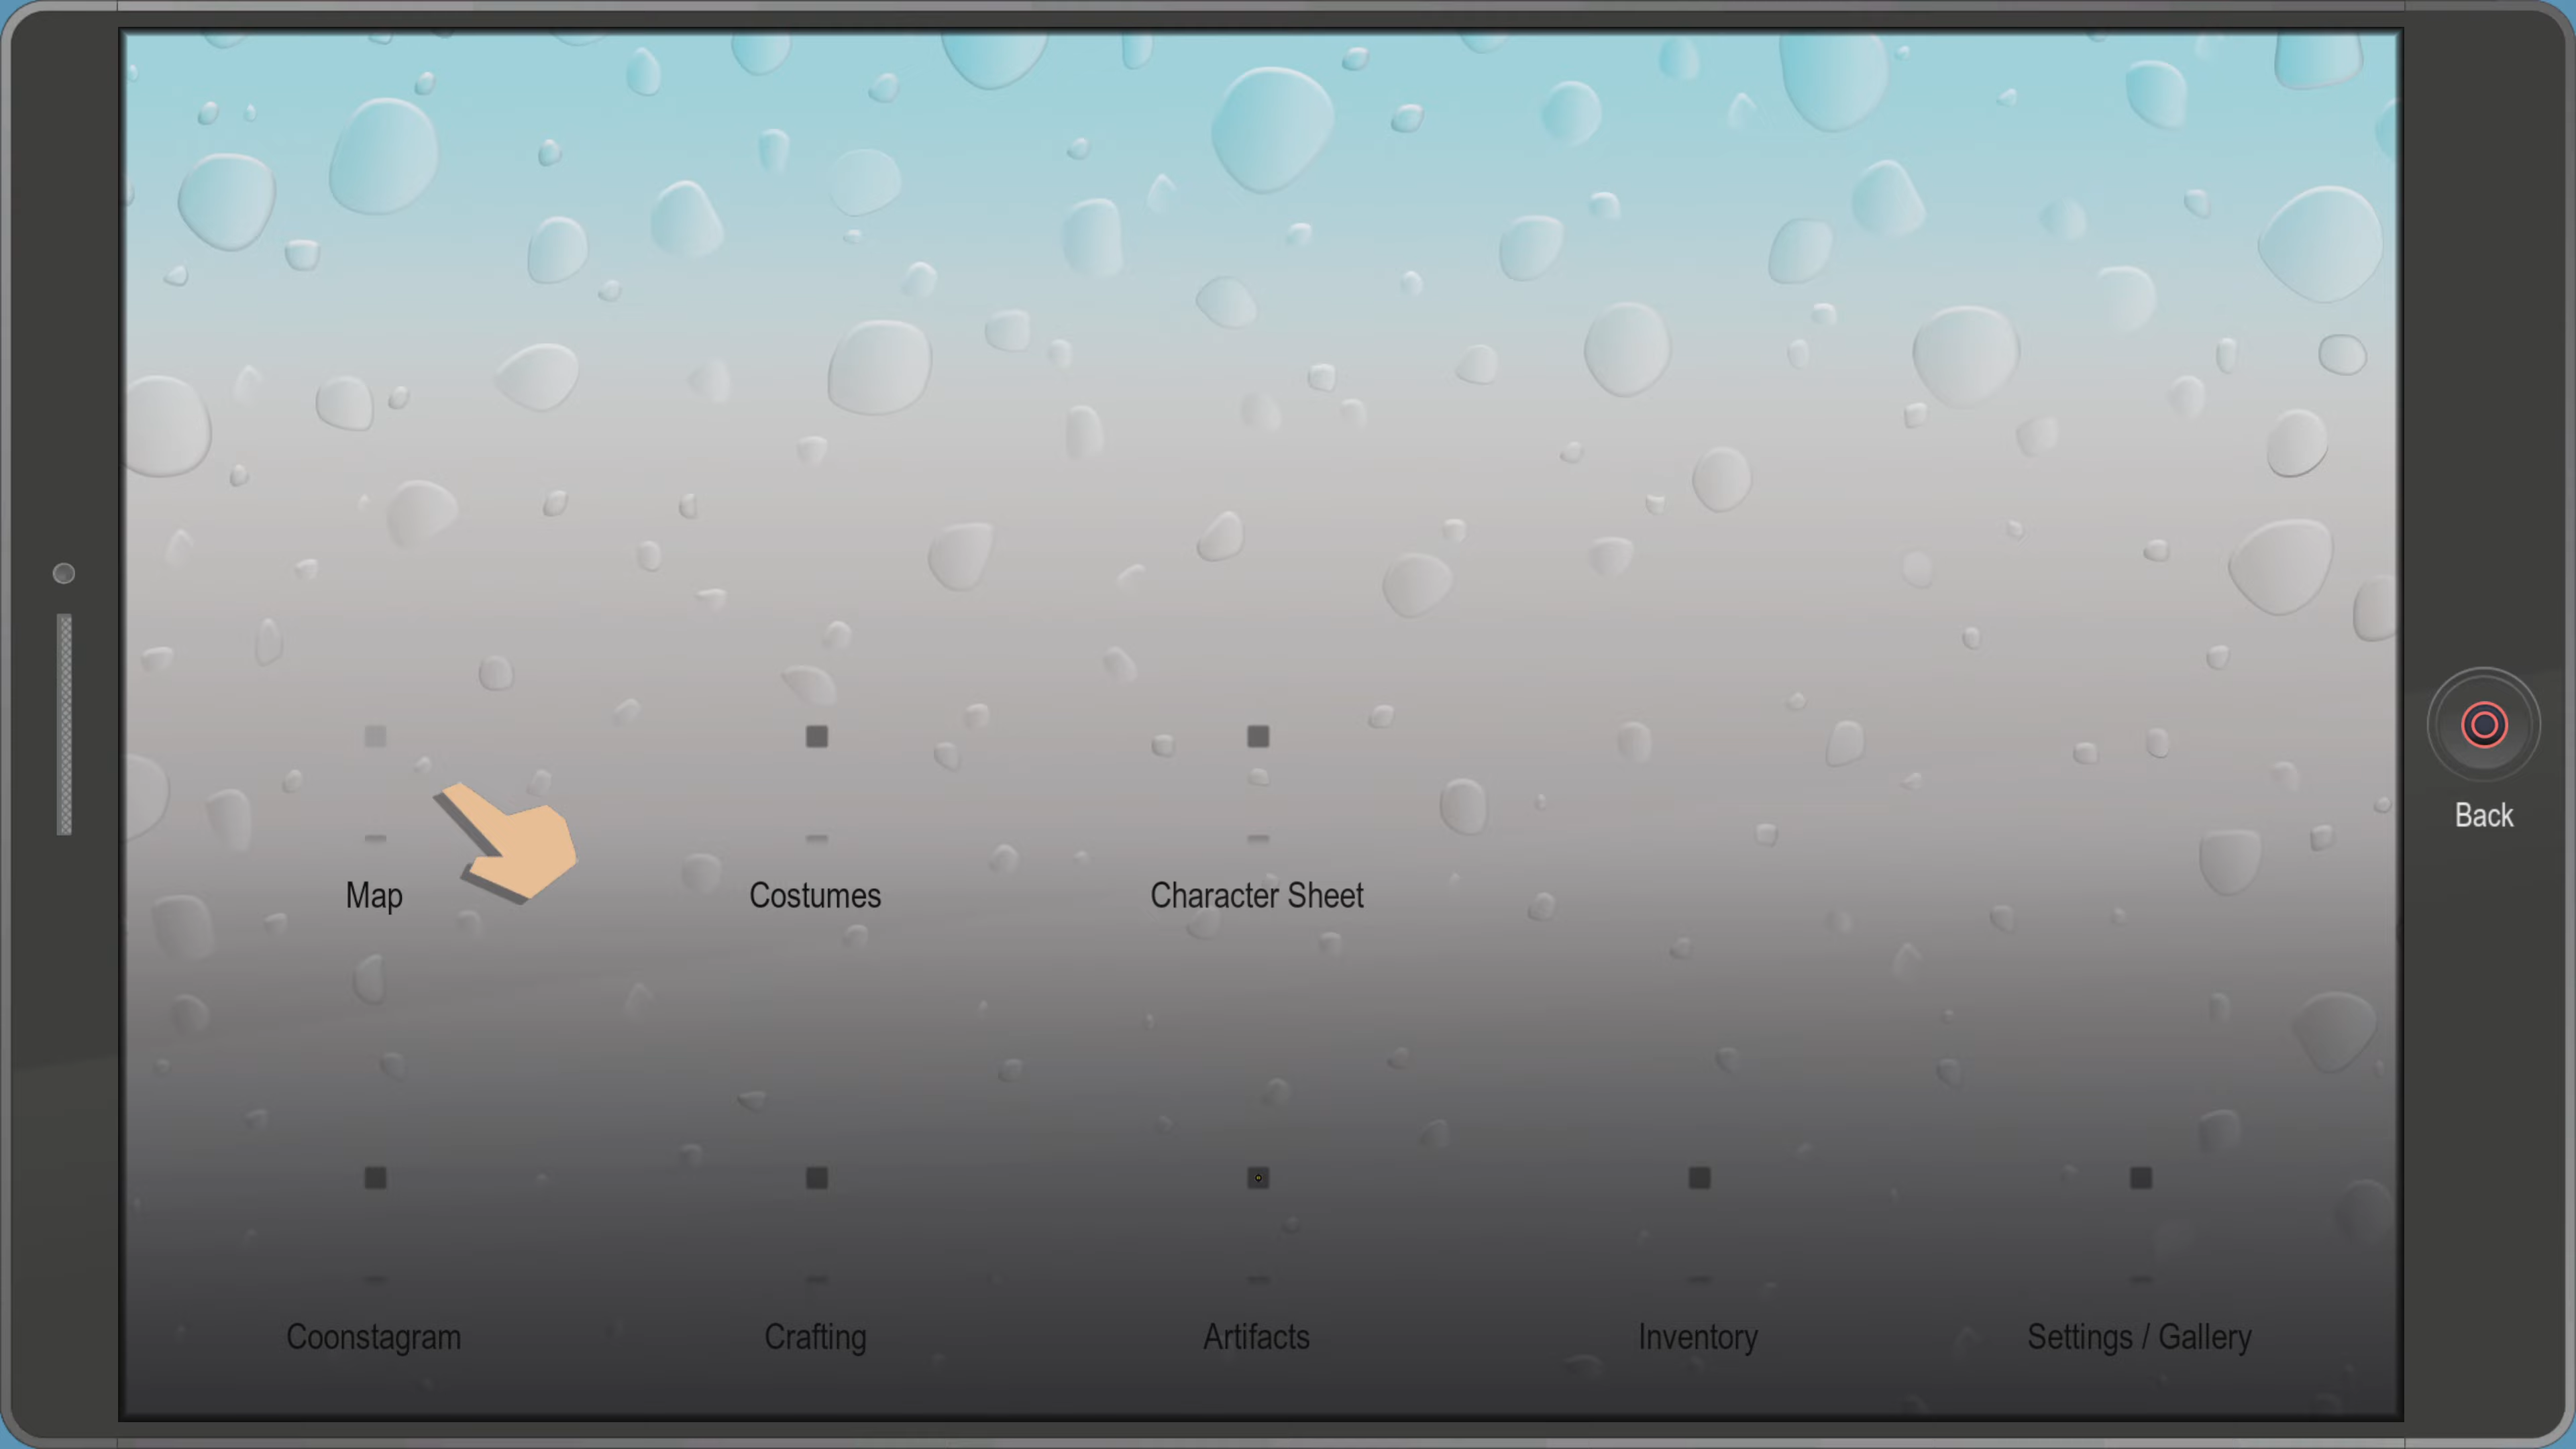 Back
Map
Costumes
Character Sheet
Coonstagram
Crafting
Artifacts
Inventory
Settings / Gallery